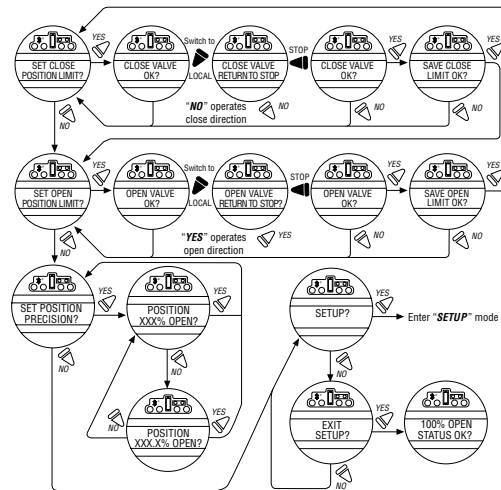 SET CLOSE
POSITION LIMIT?
YES
NO
CLOSE VALVE
OK?
Switch to
LOCAL
CLOSE VALVE
RETURN TO STOP
NO
STOP
CLOSE VALVE
OK?
YES
NO
SAVE CLOSE
LIMIT OK?
YES
NO
"NO" operates
close direction
SET OPEN
POSITION LIMIT?
YES
NO
OPEN VALVE
OK?
Switch to
LOCAL
OPEN VALVE
RETURN TO STOP?
YES
STOP
OPEN VALVE
OK?
YES
NO
SAVE OPEN
LIMIT OK?
YES
NO
"YES" operates
open direction
SET POSITION
PRECISION?
YES
NO
POSITION
XXX% OPEN?
YES
NO
POSITION
XXX.X% OPEN?
YES
NO
SETUP?
YES
NO
Enter "SETUP" mode
EXIT
SETUP?
YES
NO
100% OPEN
STATUS OK?